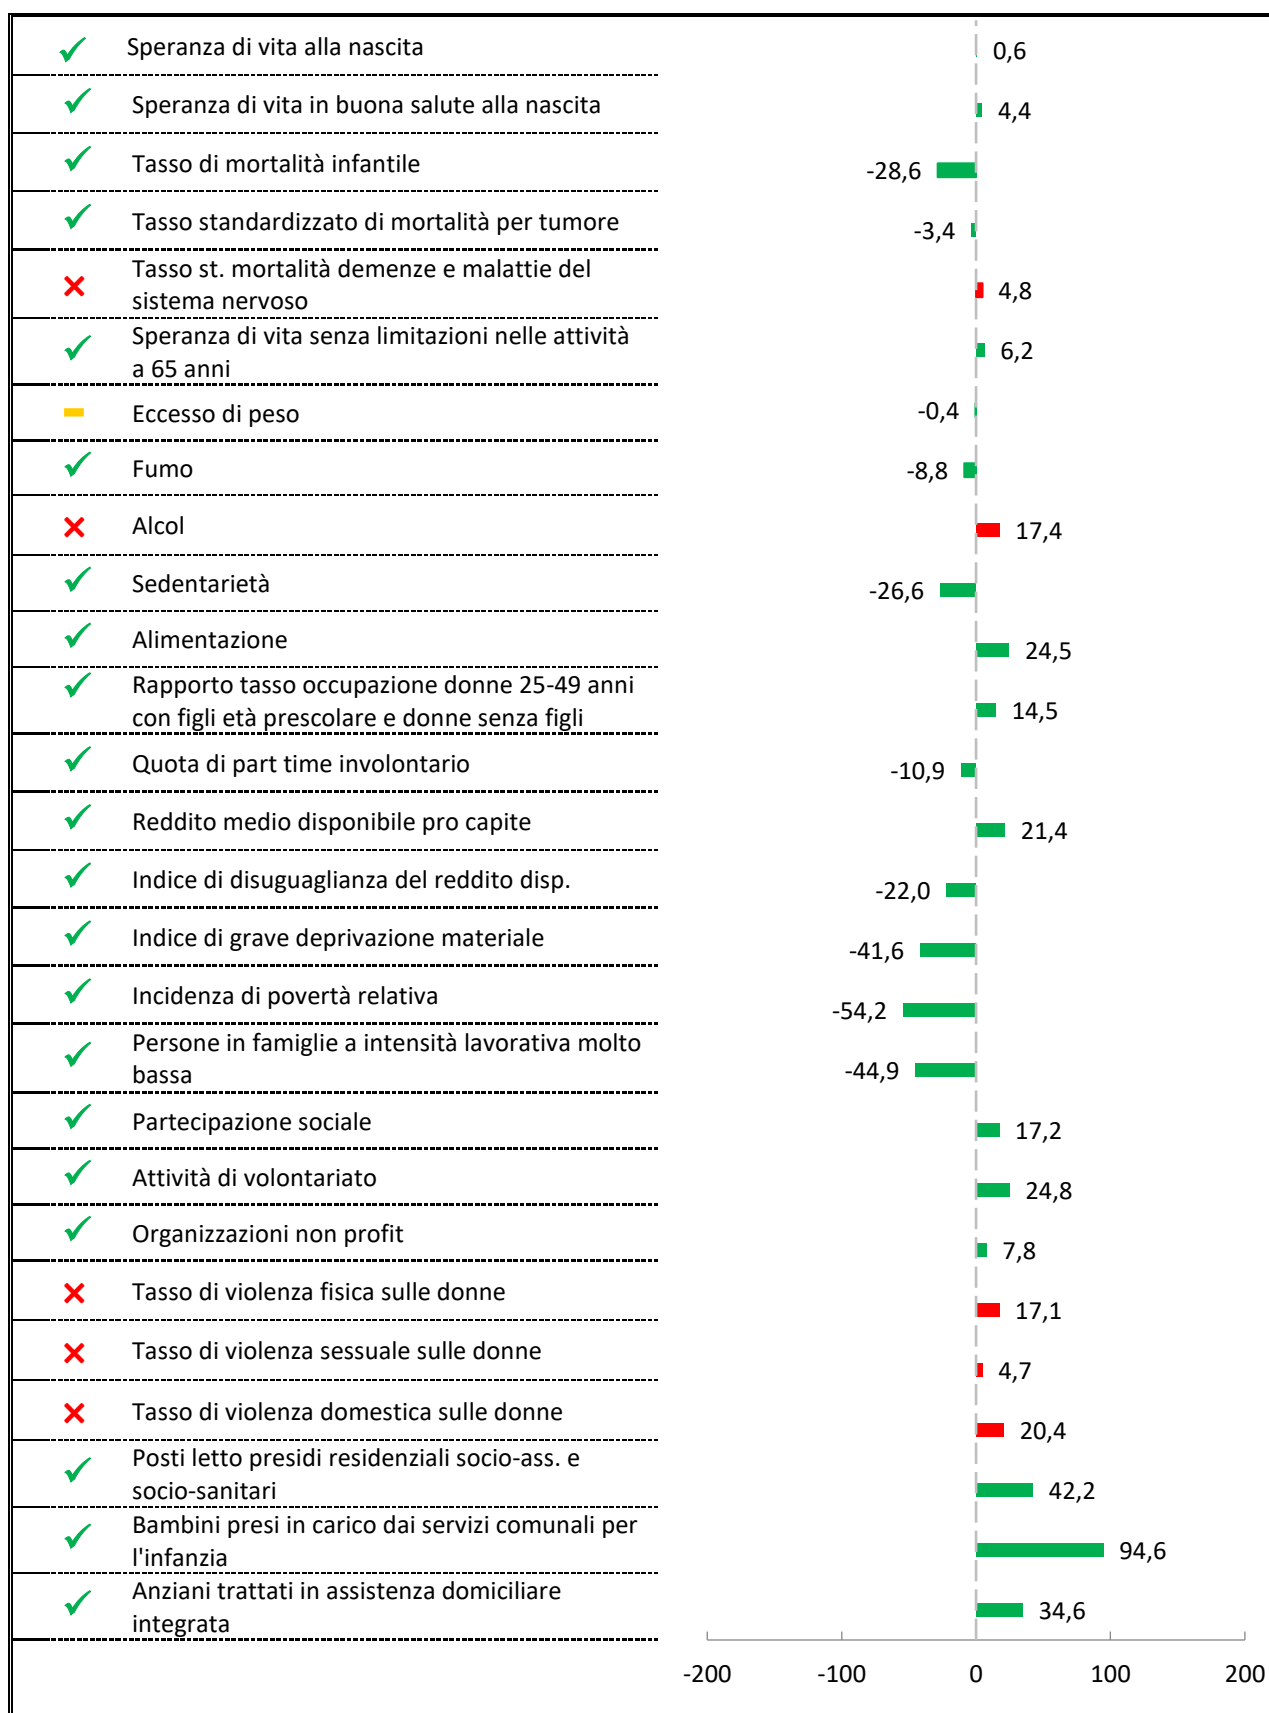 Speranza di vita alla nascita 0,6
Speranza di vita in buona salute alla nascita 4,4
Tasso di mortalità infantile -28,6
Tasso standardizzato di mortalità per tumore -3,4
Tasso st. mortalità demenze e malattie del
sistema nervoso 4,8
Speranza di vita senza limitazioni nelle attività
a 65 anni 6,2
Eccesso di peso -0,4
Fumo -8,8
Alcol 17,4
Sedentarietà -26,6
Alimentazione 24,5
Rapporto tasso occupazione donne 25-49 anni
con figli età prescolare e donne senza figli 14,5
Quota di part time involontario -10,9
Reddito medio disponibile pro capite 21,4
Indice di disuguaglianza del reddito disp. -22,0
Indice di grave deprivazione materiale -41,6
Incidenza di povertà relativa -54,2
Persone in famiglie a intensità lavorativa molto
bassa -44,9
Partecipazione sociale 17,2
Attività di volontariato 24,8
Organizzazioni non profit 7,8
Tasso di violenza fisica sulle donne 17,1
Tasso di violenza sessuale sulle donne 4,7
Tasso di violenza domestica sulle donne 20,4
Posti letto presidi residenziali socio-ass. e
socio-sanitari 42,2
Bambini presi in carico dai servizi comunali per
l'infanzia 94,6
Anziani trattati in assistenza domiciliare
integrata 34,6
-200 -100 0 100 200